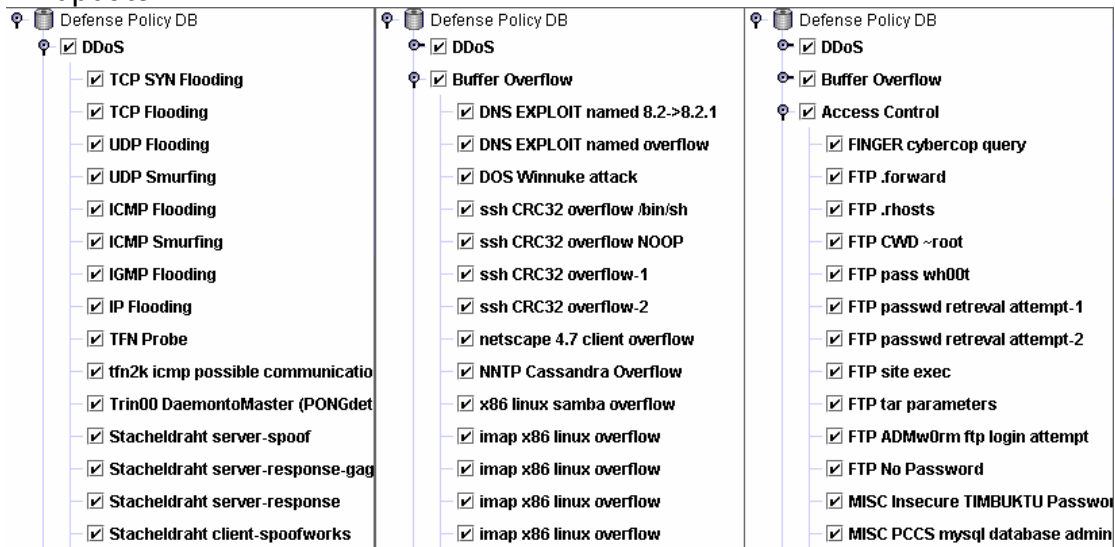 Defense Policy DB
DDoS
TCP SYN Flooding
TCP Flooding
UDP Flooding
UDP Smurfing
ICMP Flooding
ICMP Smurfing
IGMP Flooding
IP Flooding
TFN Probe
tfn2k icmp possible communicatio
Trin00 DaemontoMaster (PONGdet
Stacheldraht server-spoof
Stacheldraht server-response-gag
Stacheldraht server-response
Stacheldraht client-spoofworks
Defense Policy DB
DDoS
Buffer Overflow
DNS EXPLOIT named 8.2->8.2.1
DNS EXPLOIT named overflow
DOS Winnuke attack
ssh CRC32 overflow /bin/sh
ssh CRC32 overflow NOOP
ssh CRC32 overflow-1
ssh CRC32 overflow-2
netscape 4.7 client overflow
NNTP Cassandra Overflow
x86 linux samba overflow
imap x86 linux overflow
imap x86 linux overflow
imap x86 linux overflow
imap x86 linux overflow
Defense Policy DB
DDoS
Buffer Overflow
Access Control
FINGER cybercop query
FTP .forward
FTP .rhosts
FTP CWD ~root
FTP pass wh00t
FTP passwd retreval attempt-1
FTP passwd retreval attempt-2
FTP site exec
FTP tar parameters
FTP ADMw0rm ftp login attempt
FTP No Password
MISC Insecure TIMBUKTU Passwor
MISC PCCS mysql database admin